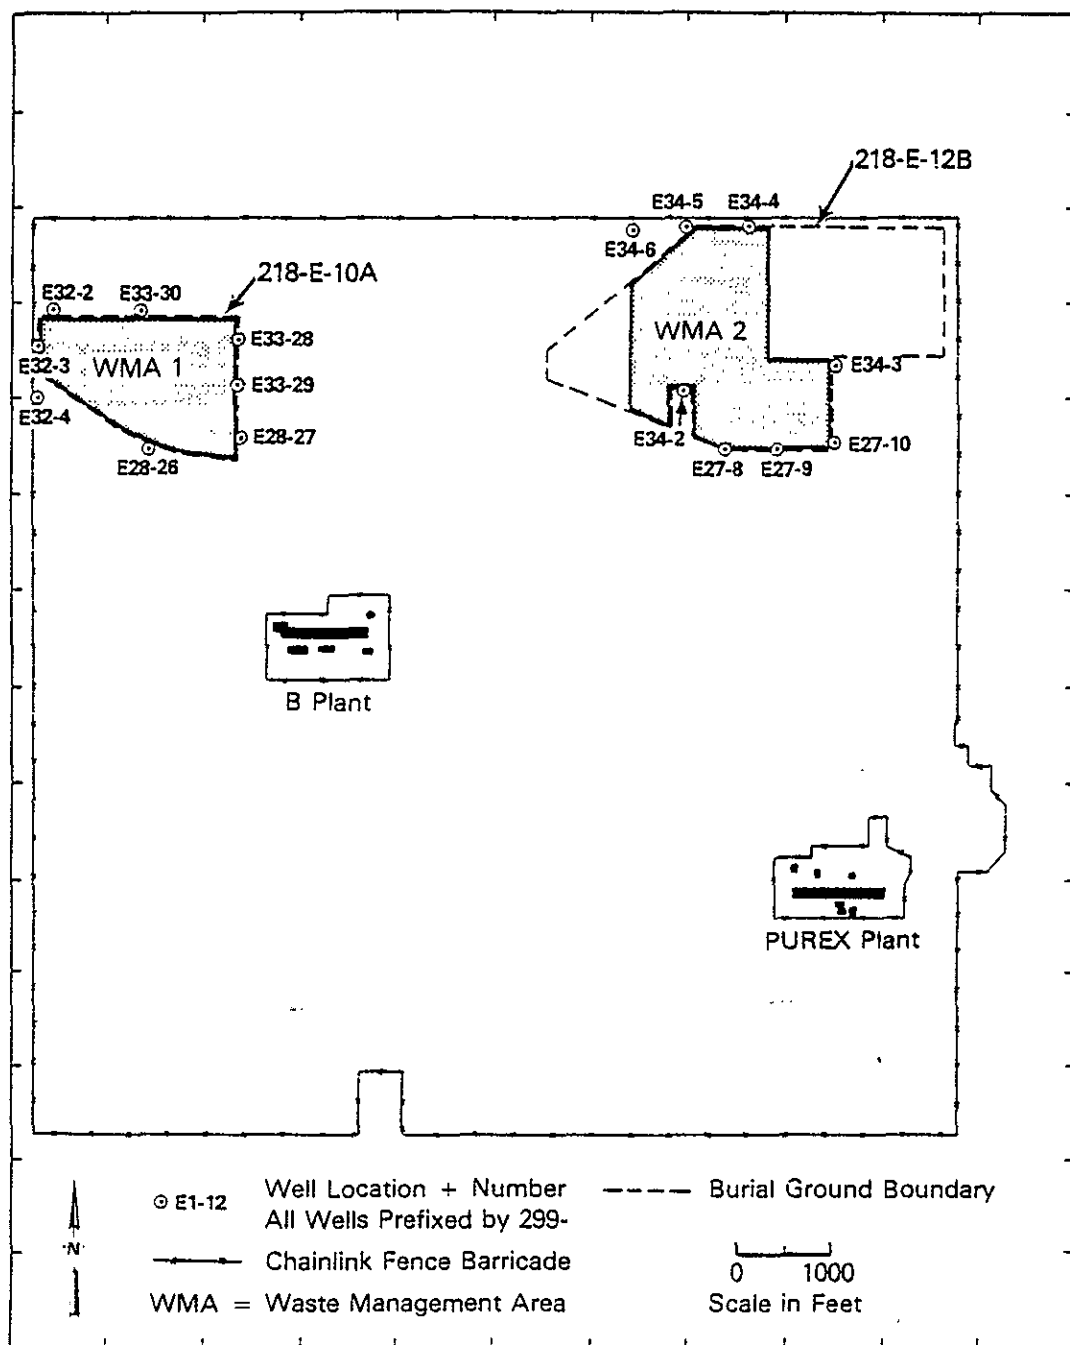 218-E-12B
E34-5
E34-4
E34-6
218-E-10A
E32-2
E33-30
E33-28
WMA 2
E32-3
WMA 1
E34-3
E33-29
E32-4
E28-27
E34-2
E27-10
E28-26
E27-8
E27-9
B Plant
PUREX Plant
E1-12
Well Location + Number
All Wells Prefixed by 299-
Burial Ground Boundary
N
Chainlink Fence Barricade
0 1000
WMA = Waste Management Area
Scale in Feet